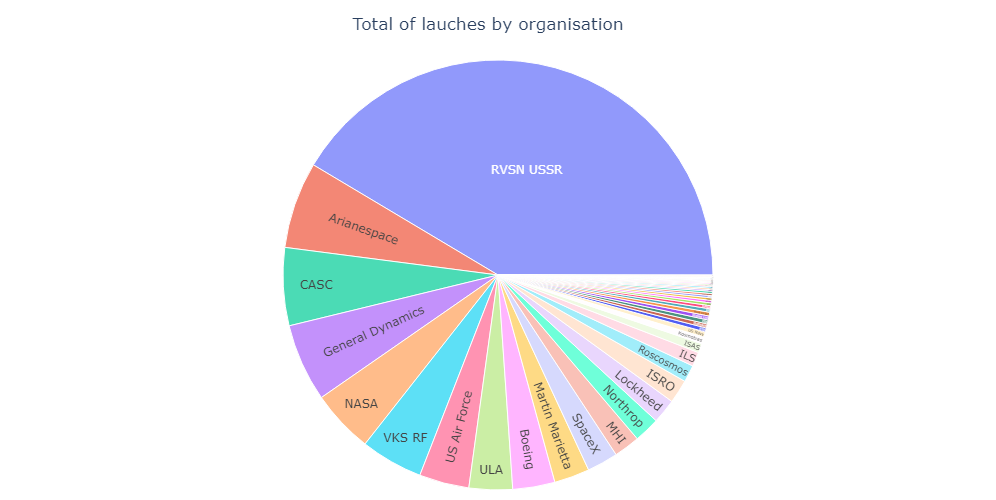 Total of lauches by organisation
RVSN USSR
Arianespace
CASC
General Dynamics
NASA
VKS RF
US Air Force
ULA
Boeing
Martin Marietta
SpaceX
MHI
Northrop
Lockheed
ISRO
Roscosmos
ILS
ISAS